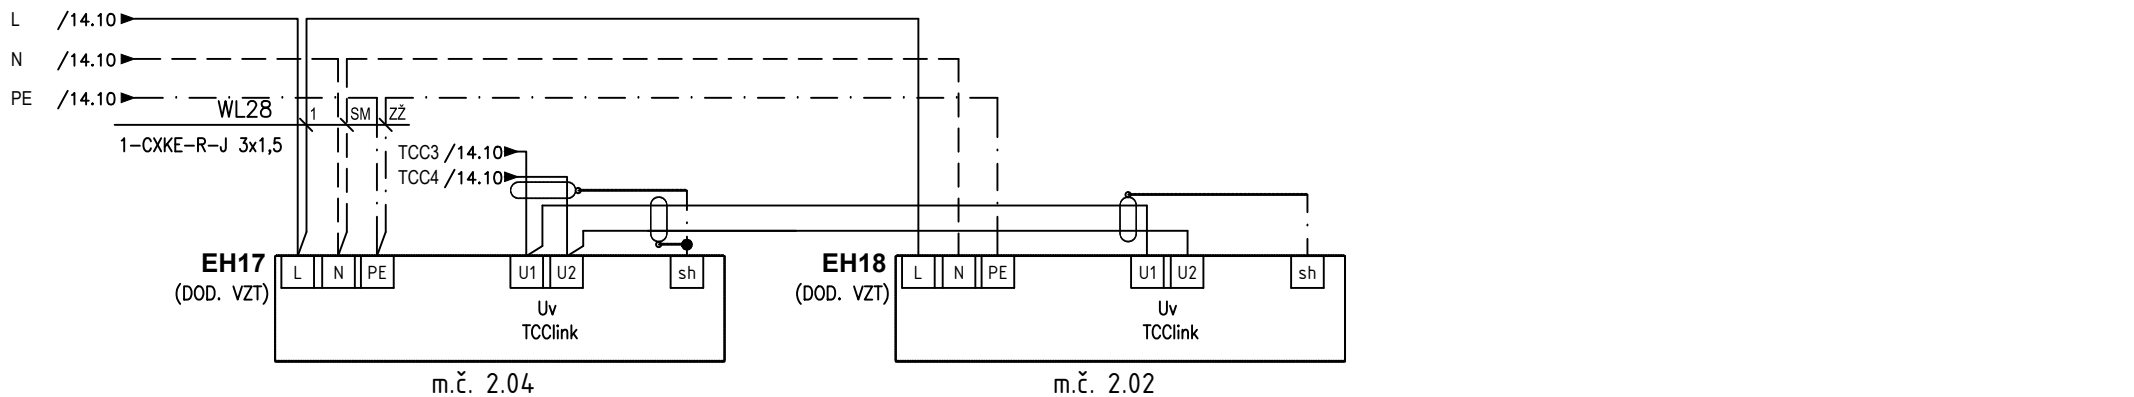 L /14.10
N /14.10
PE /14.10
WL28 1 SM ZŽ
1-CXKE-R-J 3x1,5
TCC3 /14.10
TCC4 /14.10
EH17 L N PE U1 U2 sh
(DOD. VZT)
Uv
TCClink
m.č. 2.04
EH18 L N PE U1 U2 sh
(DOD. VZT)
Uv
TCClink
m.č. 2.02